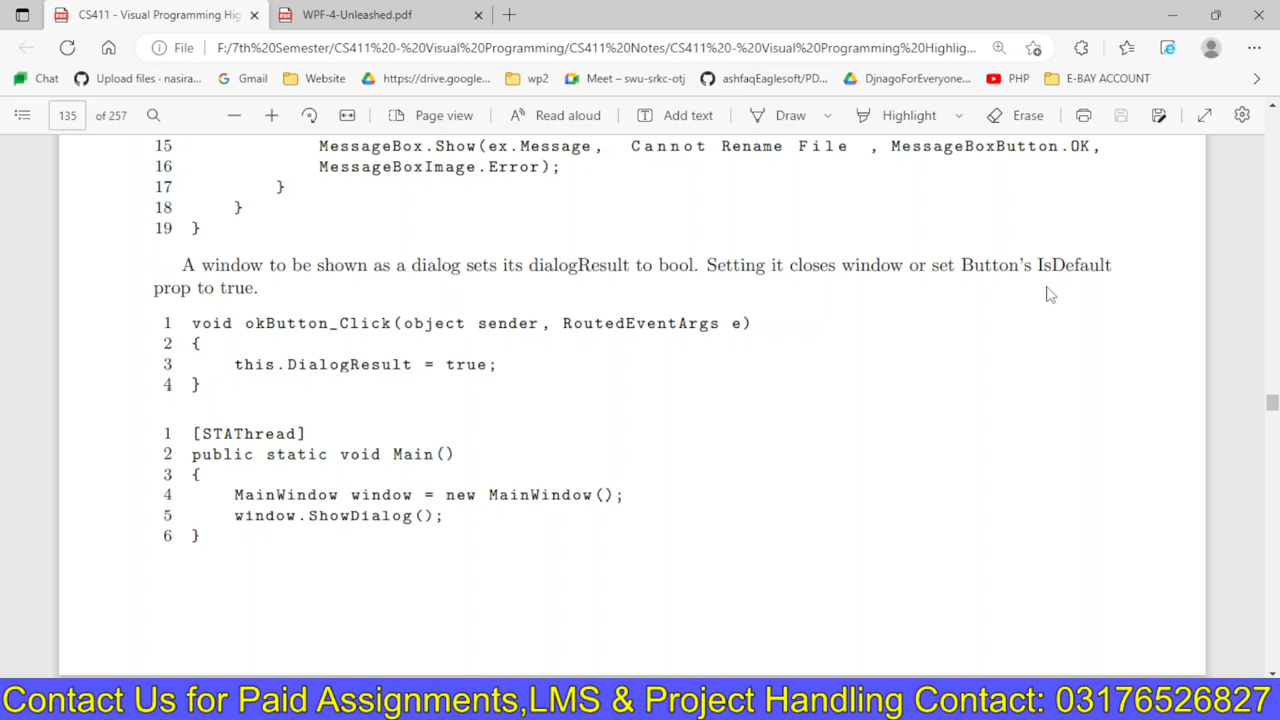 CS411 - Visual Programming Hig
WPF-4-Unleashed.pdf
File F:/7th%20Semester/CS411%20-%20Visual%20Programming/CS411%20Notes/CS411%20-%20Visual%20Programming%20Highlig...
Chat Upload files · nasira... Gmail Website https://drive.google... wp2 Meet – swu-srkc-otj ashfaqEaglesoft/PD... DjnagoForEveryone... PHP E-BAY ACCOUNT
135 of 257 Page view Read aloud Add text Draw Highlight Erase
15 MessageBox.Show(ex.Message, Cannot Rename File , MessageBoxButton.OK,
16 MessageBoxImage.Error);
17 }
18 }
19 }
A window to be shown as a dialog sets its dialogResult to bool. Setting it closes window or set Button's IsDefault
prop to true.
1 void okButton_Click(object sender, RoutedEventArgs e)
2 {
3 this.DialogResult = true;
4 }
1 [STAThread]
2 public static void Main()
3 {
4 MainWindow window = new MainWindow();
5 window.ShowDialog();
6 }
Contact Us for Paid Assignments,LMS & Project Handling Contact: 03176526827